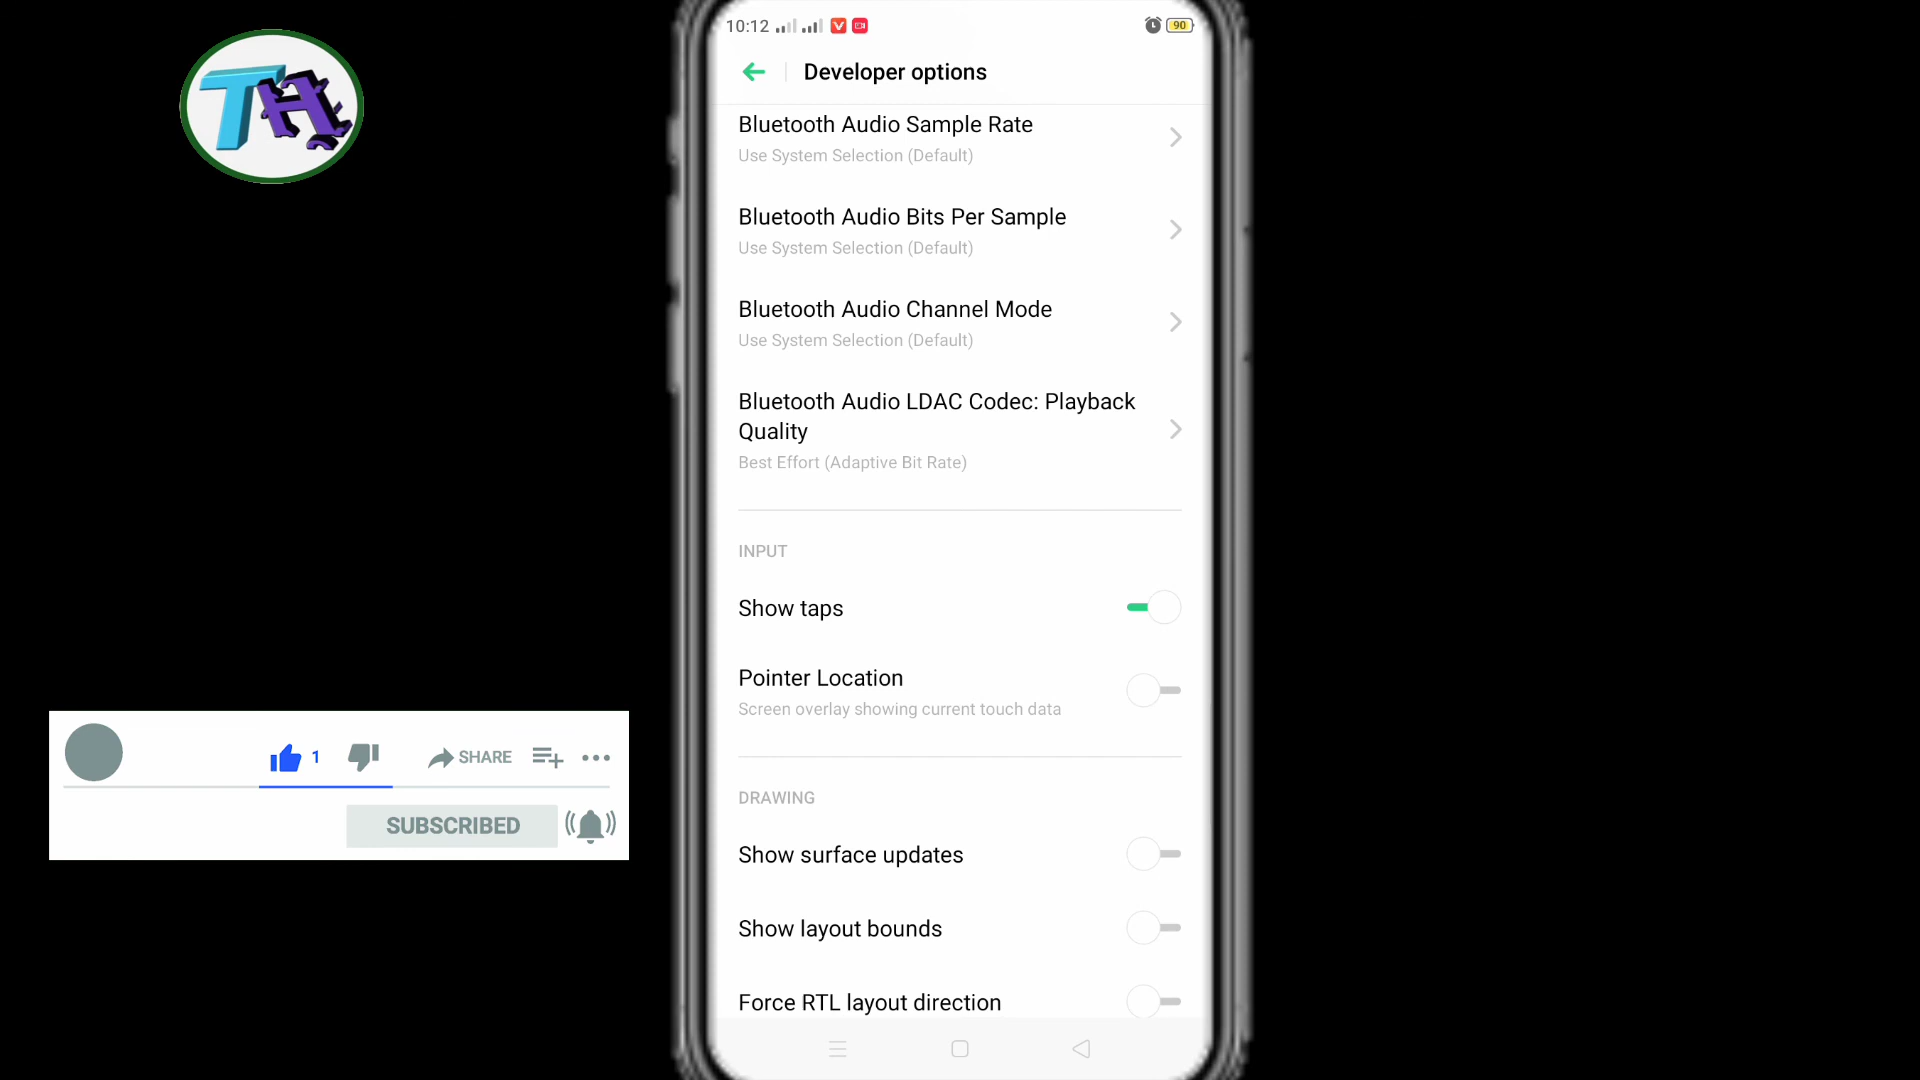 TH
10:12
90
Developer options
Bluetooth Audio Sample Rate
Use System Selection (Default)
Bluetooth Audio Bits Per Sample
Use System Selection (Default)
Bluetooth Audio Channel Mode
Use System Selection (Default)
Bluetooth Audio LDAC Codec: Playback
Quality
Best Effort (Adaptive Bit Rate)
INPUT
Show taps
Pointer Location
Screen overlay showing current touch data
DRAWING
Show surface updates
Show layout bounds
Force RTL layout direction
1
SHARE
SUBSCRIBED